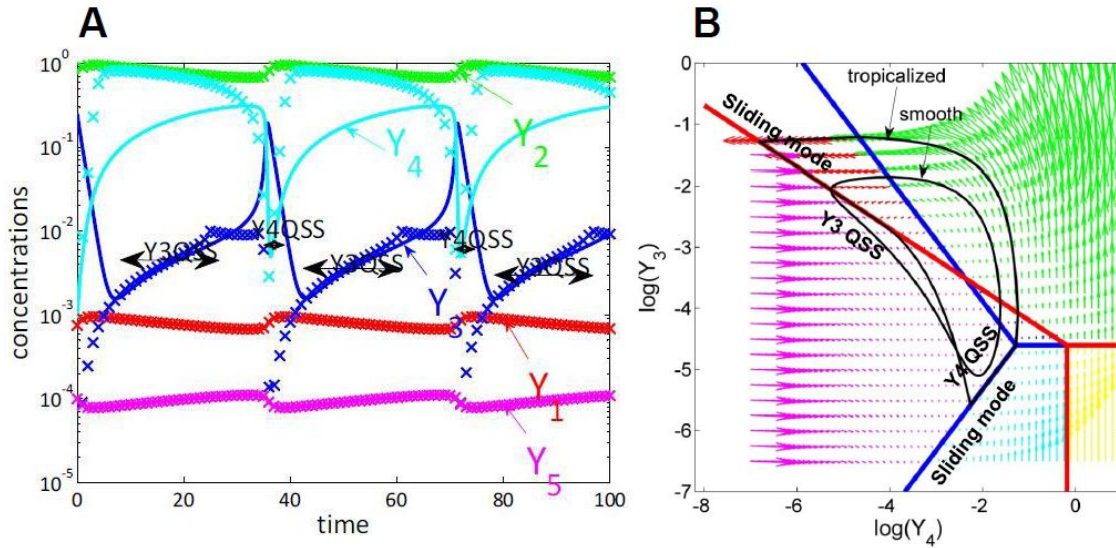 A
B
10^0
10^-1
10^-2
10^-3
10^-4
10^-5
concentrations
0
20
40
60
80
100
time
Y2
Y4
Y3QSS
Y4QSS
Y3QSS
Y4QSS
Y3QSS
Y3
Y1
Y5
0
-1
-2
-3
-4
-5
-6
-7
log(Y3)
-8
-6
-4
-2
0
log(Y4)
tropicalized
smooth
Sliding mode
Y3 QSS
Y4QSS
Sliding mode